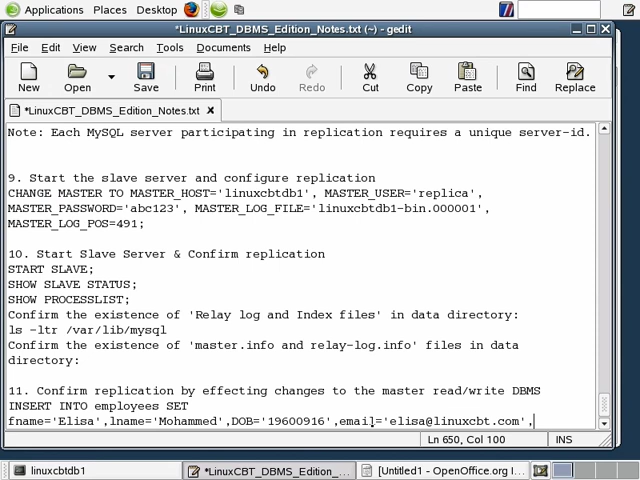 Applications Places Desktop
*LinuxCBT_DBMS_Edition_Notes.txt (~) - gedit
File Edit View Search Tools Documents Help
New Open Save Print Undo Redo Cut Copy Paste Find Replace
*LinuxCBT_DBMS_Edition_Notes.txt x
Note: Each MySQL server participating in replication requires a unique server-id.
9. Start the slave server and configure replication
CHANGE MASTER TO MASTER_HOST='linuxcbtdb1', MASTER_USER='replica',
MASTER_PASSWORD='abc123', MASTER_LOG_FILE='linuxcbtdb1-bin.000001',
MASTER_LOG_POS=491;
10. Start Slave Server & Confirm replication
START SLAVE;
SHOW SLAVE STATUS;
SHOW PROCESSLIST;
Confirm the existence of 'Relay log and Index files' in data directory:
ls -ltr /var/lib/mysql
Confirm the existence of 'master.info and relay-log.info' files in data
directory:
11. Confirm replication by effecting changes to the master read/write DBMS
INSERT INTO employees SET
fname='Elisa',lname='Mohammed',DOB='19600916',email='elisa@linuxcbt.com',
Ln 650, Col 100 INS
linuxcbtdb1 *LinuxCBT_DBMS_Edition_... [Untitled1 - OpenOffice.org I...